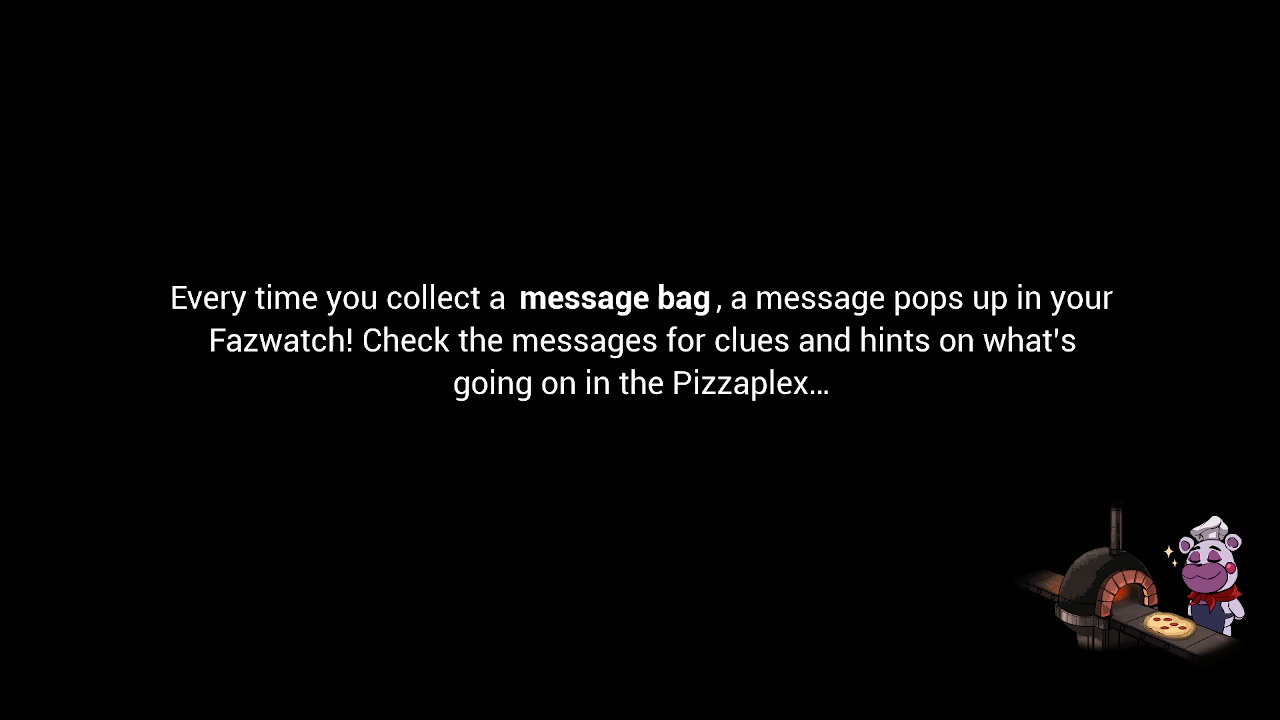 Every time you collect a message bag, a message pops up in your
Fazwatch! Check the messages for clues and hints on what's
going on in the Pizzaplex...